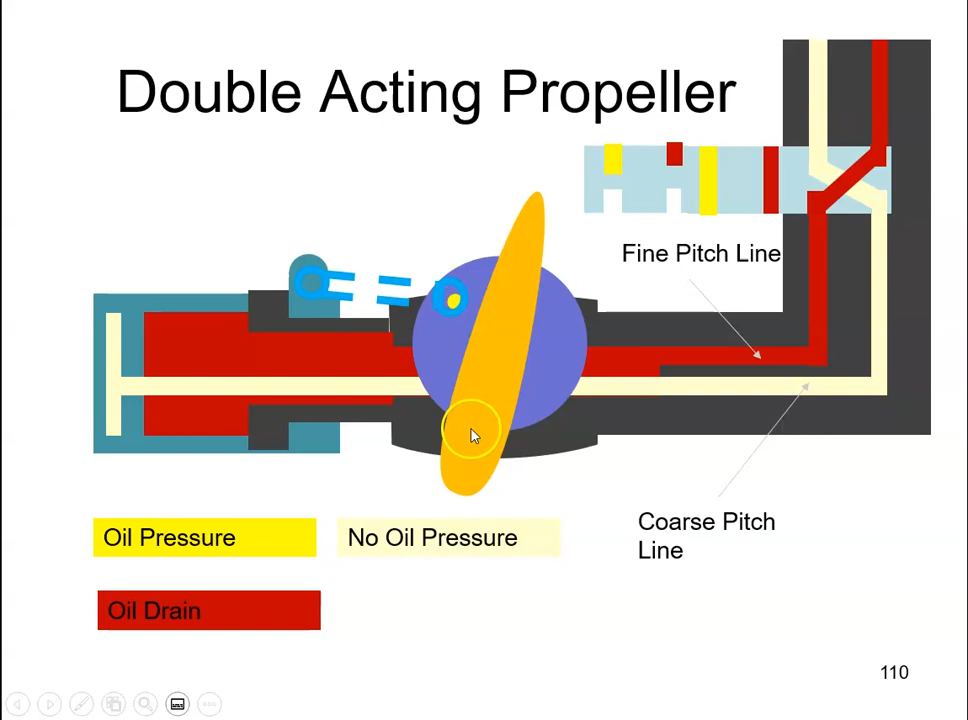 Double Acting Propeller
Fine Pitch Line
Coarse Pitch
Line
Oil Pressure
No Oil Pressure
Oil Drain
110